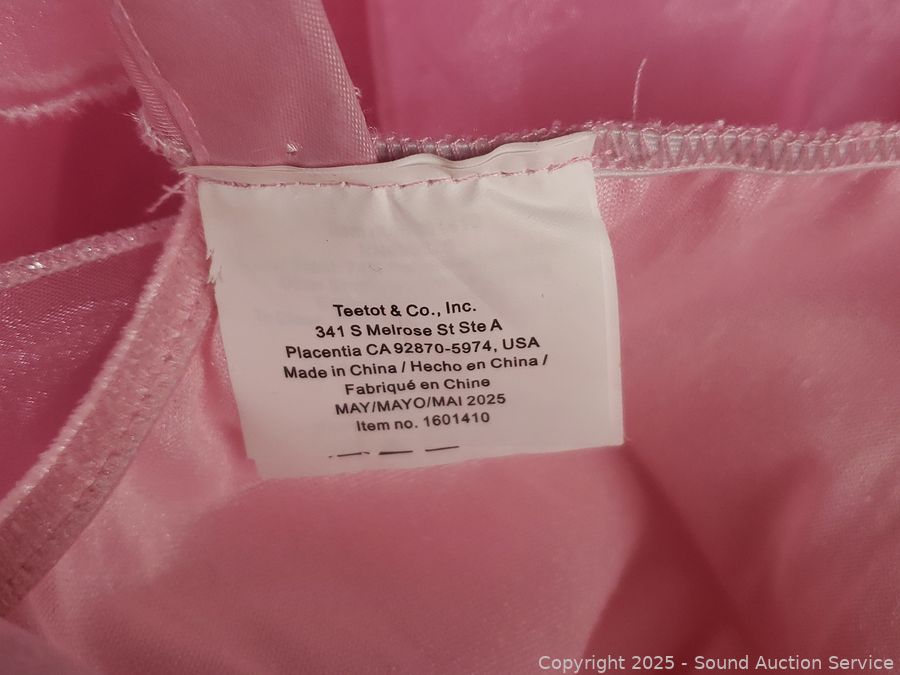 Teetot & Co., Inc.
341 S Melrose St Ste A
Placentia CA 92870-5974, USA
Made in China / Hecho en China /
Fabriqué en Chine
MAY/MAYO/MAI 2025
Item no. 1601410
Copyright 2025 - Sound Auction Service